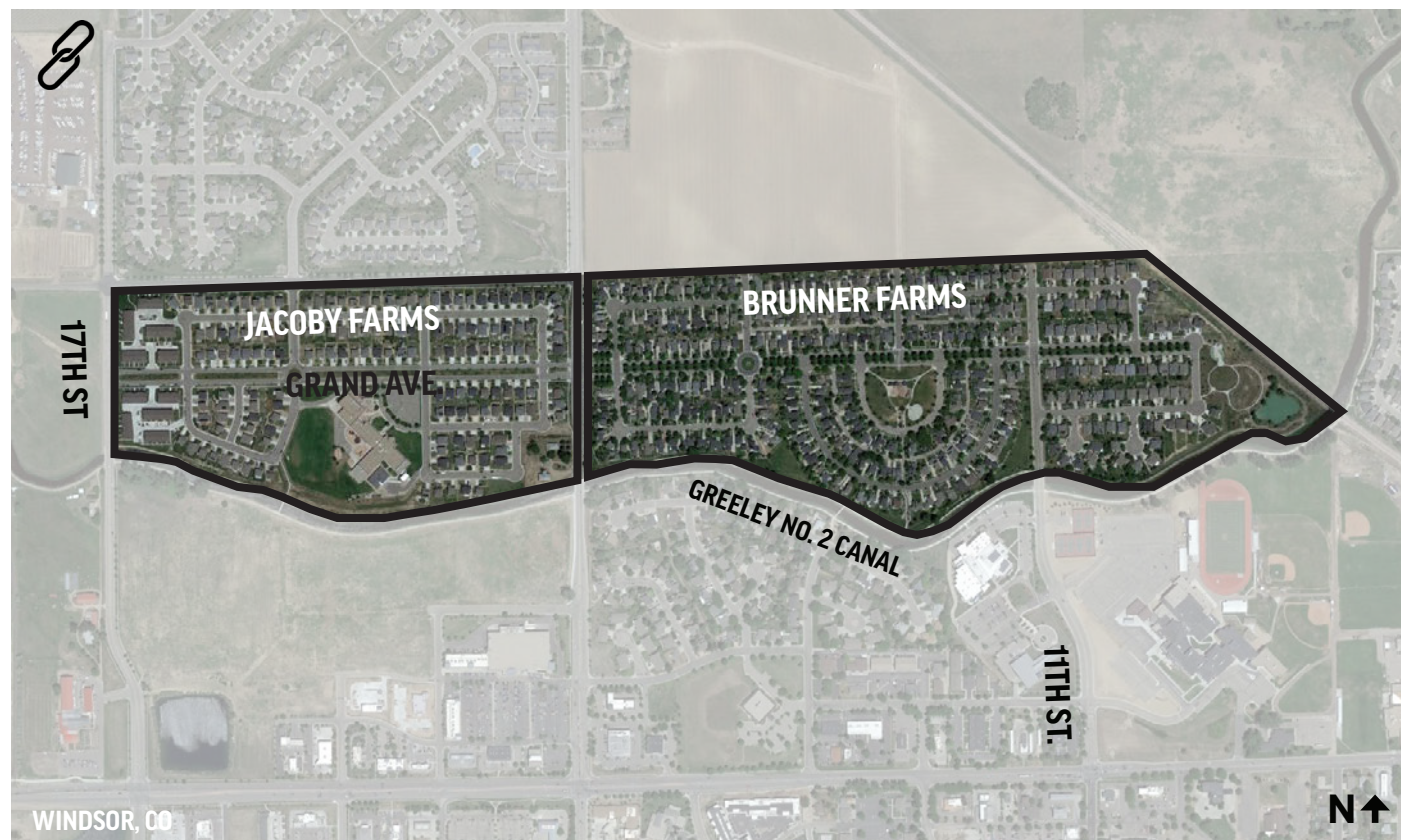 JACOBY FARMS
BRUNNER FARMS
17TH ST
GRAND AVE
GREELEY NO. 2 CANAL
11TH ST.
WINDSOR, CO
N